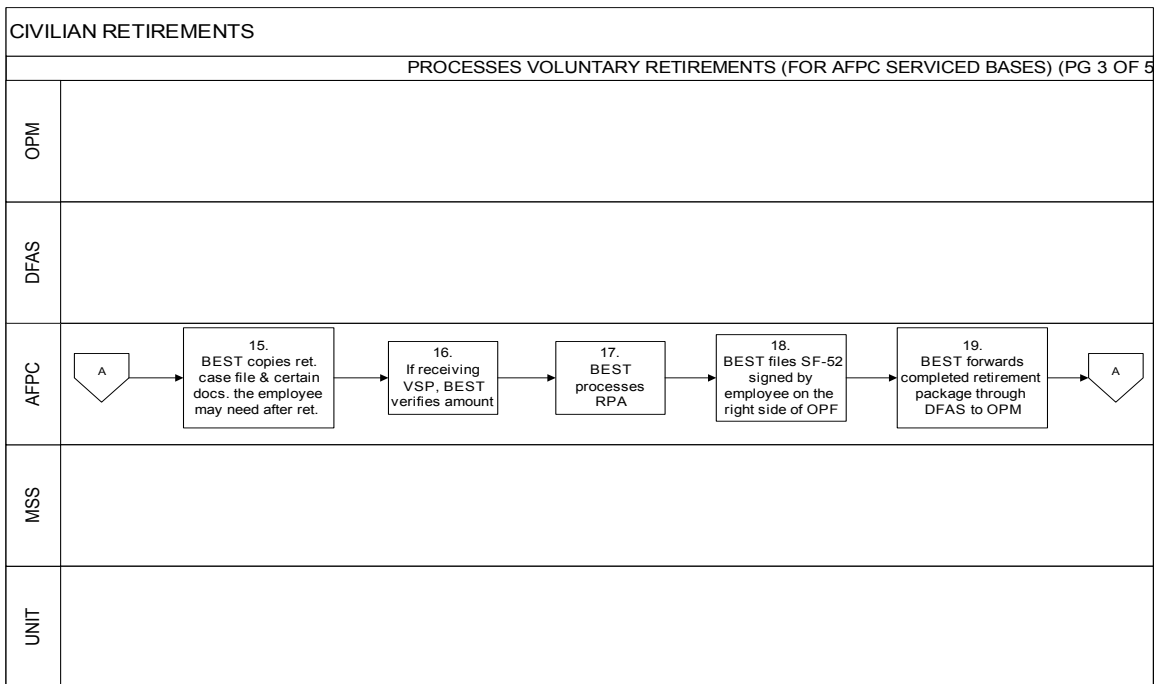 CIVILIAN RETIREMENTS
PROCESSES VOLUNTARY RETIREMENTS (FOR AFPC SERVICED BASES) (PG 3 OF 5
OPM
DFAS
AFPC
A
15.
BEST copies ret.
case file & certain
docs. the employee
may need after ret.
16.
If receiving
VSP, BEST
verifies amount
17.
BEST
processes
RPA
18.
BEST files SF-52
signed by
employee on the
right side of OPF
19.
BEST forwards
completed retirement
package through
DFAS to OPM
A
MSS
UNIT